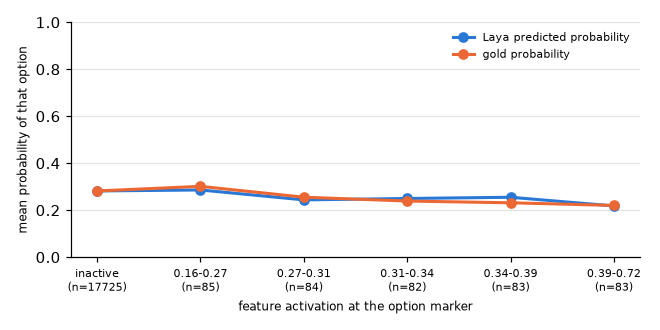 1.0
Laya predicted probability
gold probability
0.8
0.6
0.4
0.2
0.0
mean probability of that option
inactive
(n=17725)
0.16-0.27
(n=85)
0.27-0.31
(n=84)
0.31-0.34
(n=82)
0.34-0.39
(n=83)
0.39-0.72
(n=83)
feature activation at the option marker